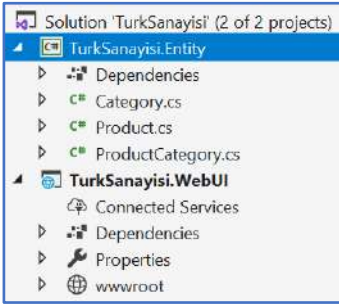 Solution 'TurkSanayisi' (2 of 2 projects)
C# TurkSanayisi.Entity
Dependencies
C# Category.cs
C# Product.cs
C# ProductCategory.cs
TurkSanayisi.WebUI
Connected Services
Dependencies
Properties
wwwroot